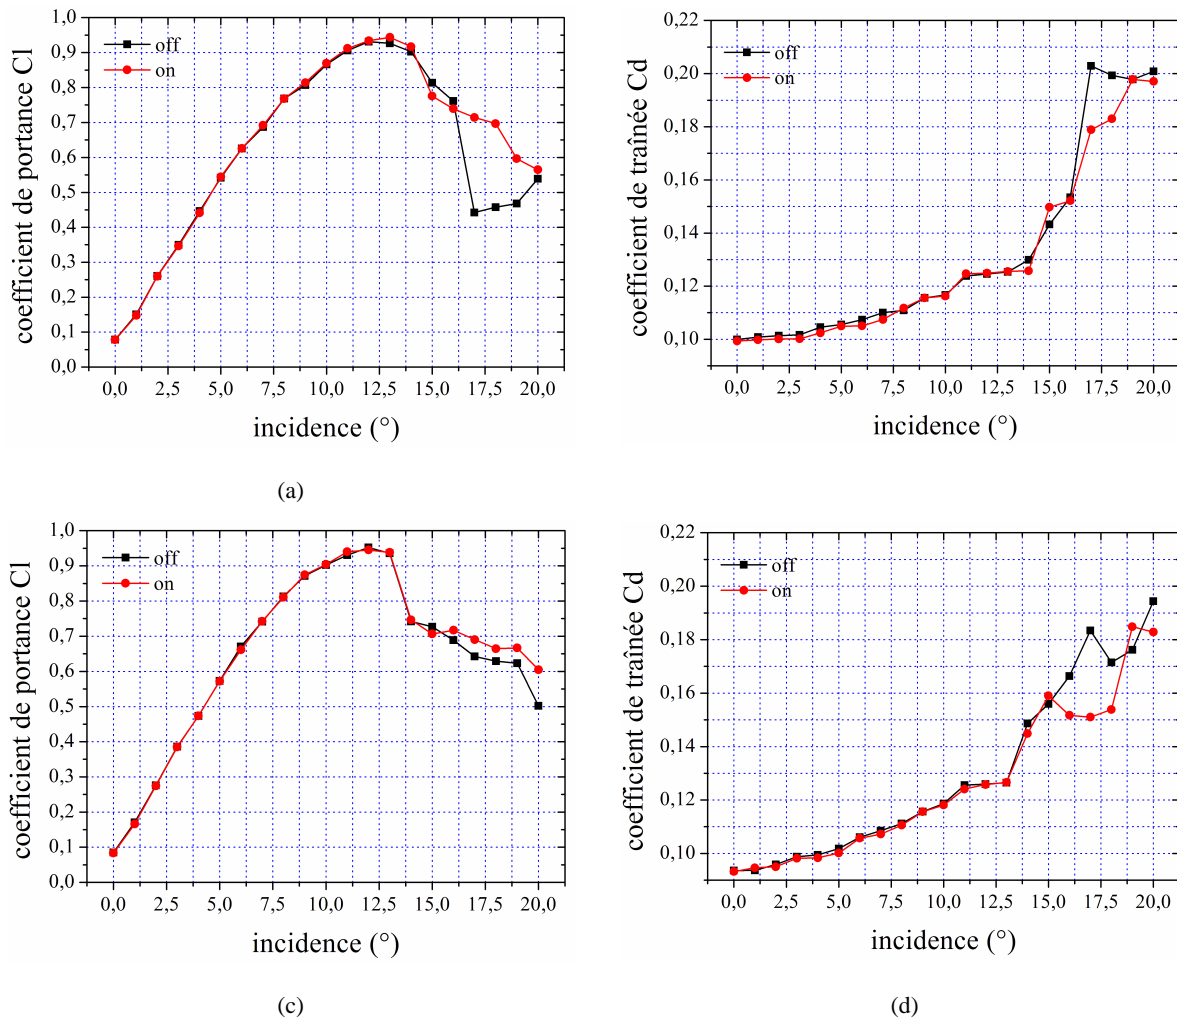 1,0
0,9
0,8
0,7
0,6
0,5
0,4
0,3
0,2
0,1
0,0
coefficient de portance Cl
off
on
0,0 2,5 5,0 7,5 10,0 12,5 15,0 17,5 20,0
incidence (°)
(a)
0,22
0,20
0,18
0,16
0,14
0,12
0,10
coefficient de traînée Cd
off
on
0,0 2,5 5,0 7,5 10,0 12,5 15,0 17,5 20,0
incidence (°)
1,0
0,9
0,8
0,7
0,6
0,5
0,4
0,3
0,2
0,1
0,0
coefficient de portance Cl
off
on
0,0 2,5 5,0 7,5 10,0 12,5 15,0 17,5 20,0
incidence (°)
(c)
0,22
0,20
0,18
0,16
0,14
0,12
0,10
coefficient de traînée Cd
off
on
0,0 2,5 5,0 7,5 10,0 12,5 15,0 17,5 20,0
incidence (°)
(d)